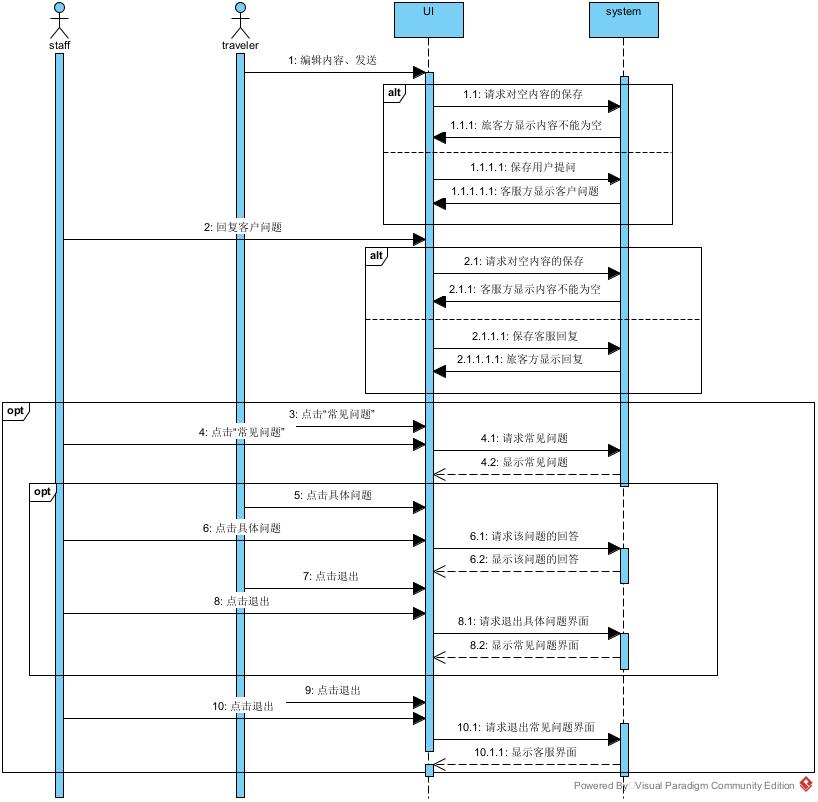 staff
traveler
UI
system
1: 编辑内容、发送
alt
1.1: 请求对空内容的保存
1.1.1: 旅客方显示内容不能为空
1.1.1.1: 保存用户提问
1.1.1.1.1: 客服方显示客户问题
2: 回复客户问题
alt
2.1: 请求对空内容的保存
2.1.1: 客服方显示内容不能为空
2.1.1.1: 保存客服回复
2.1.1.1.1: 旅客方显示回复
opt
3: 点击“常见问题”
4: 点击“常见问题”
4.1: 请求常见问题
4.2: 显示常见问题
opt
5: 点击具体问题
6: 点击具体问题
6.1: 请求该问题的回答
6.2: 显示该问题的回答
7: 点击退出
8: 点击退出
8.1: 请求退出具体问题界面
8.2: 显示常见问题界面
9: 点击退出
10: 点击退出
10.1: 请求退出常见问题界面
10.1.1: 显示客服界面
Powered By Visual Paradigm Community Edition